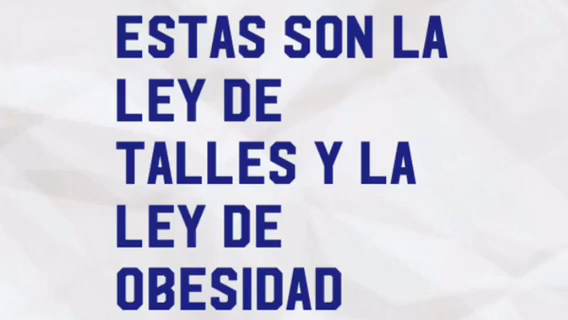 ESTAS SON LA
LEY DE
TALLES Y LA
LEY DE
OBESIDAD